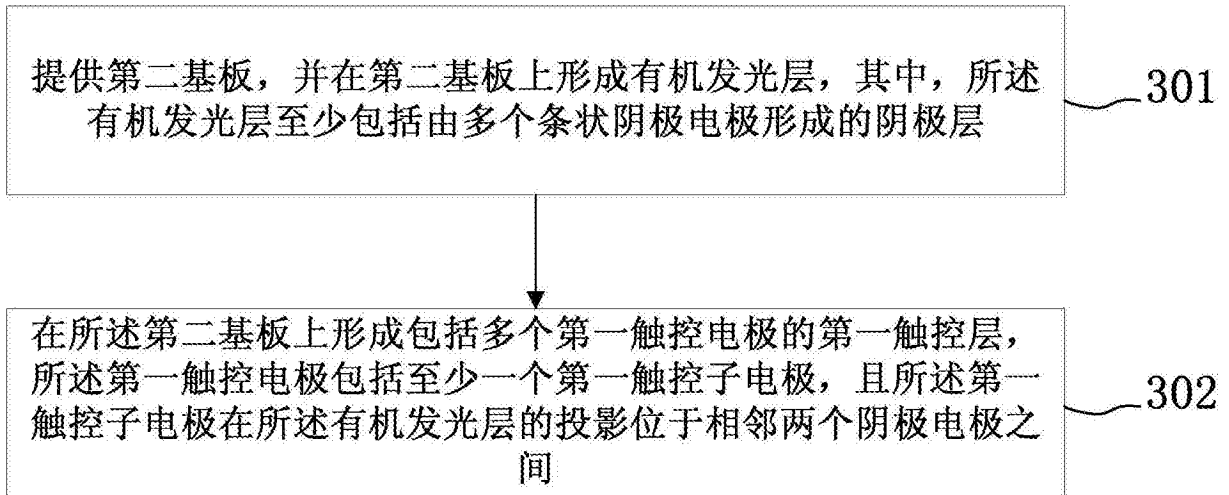 提供第二基板，并在第二基板上形成有机发光层，其中，所述
有机发光层至少包括由多个条状阴极电极形成的阴极层
301
在所述第二基板上形成包括多个第一触控电极的第一触控层，
所述第一触控电极包括至少一个第一触控子电极，且所述第一
触控子电极在所述有机发光层的投影位于相邻两个阴极电极之
间
302